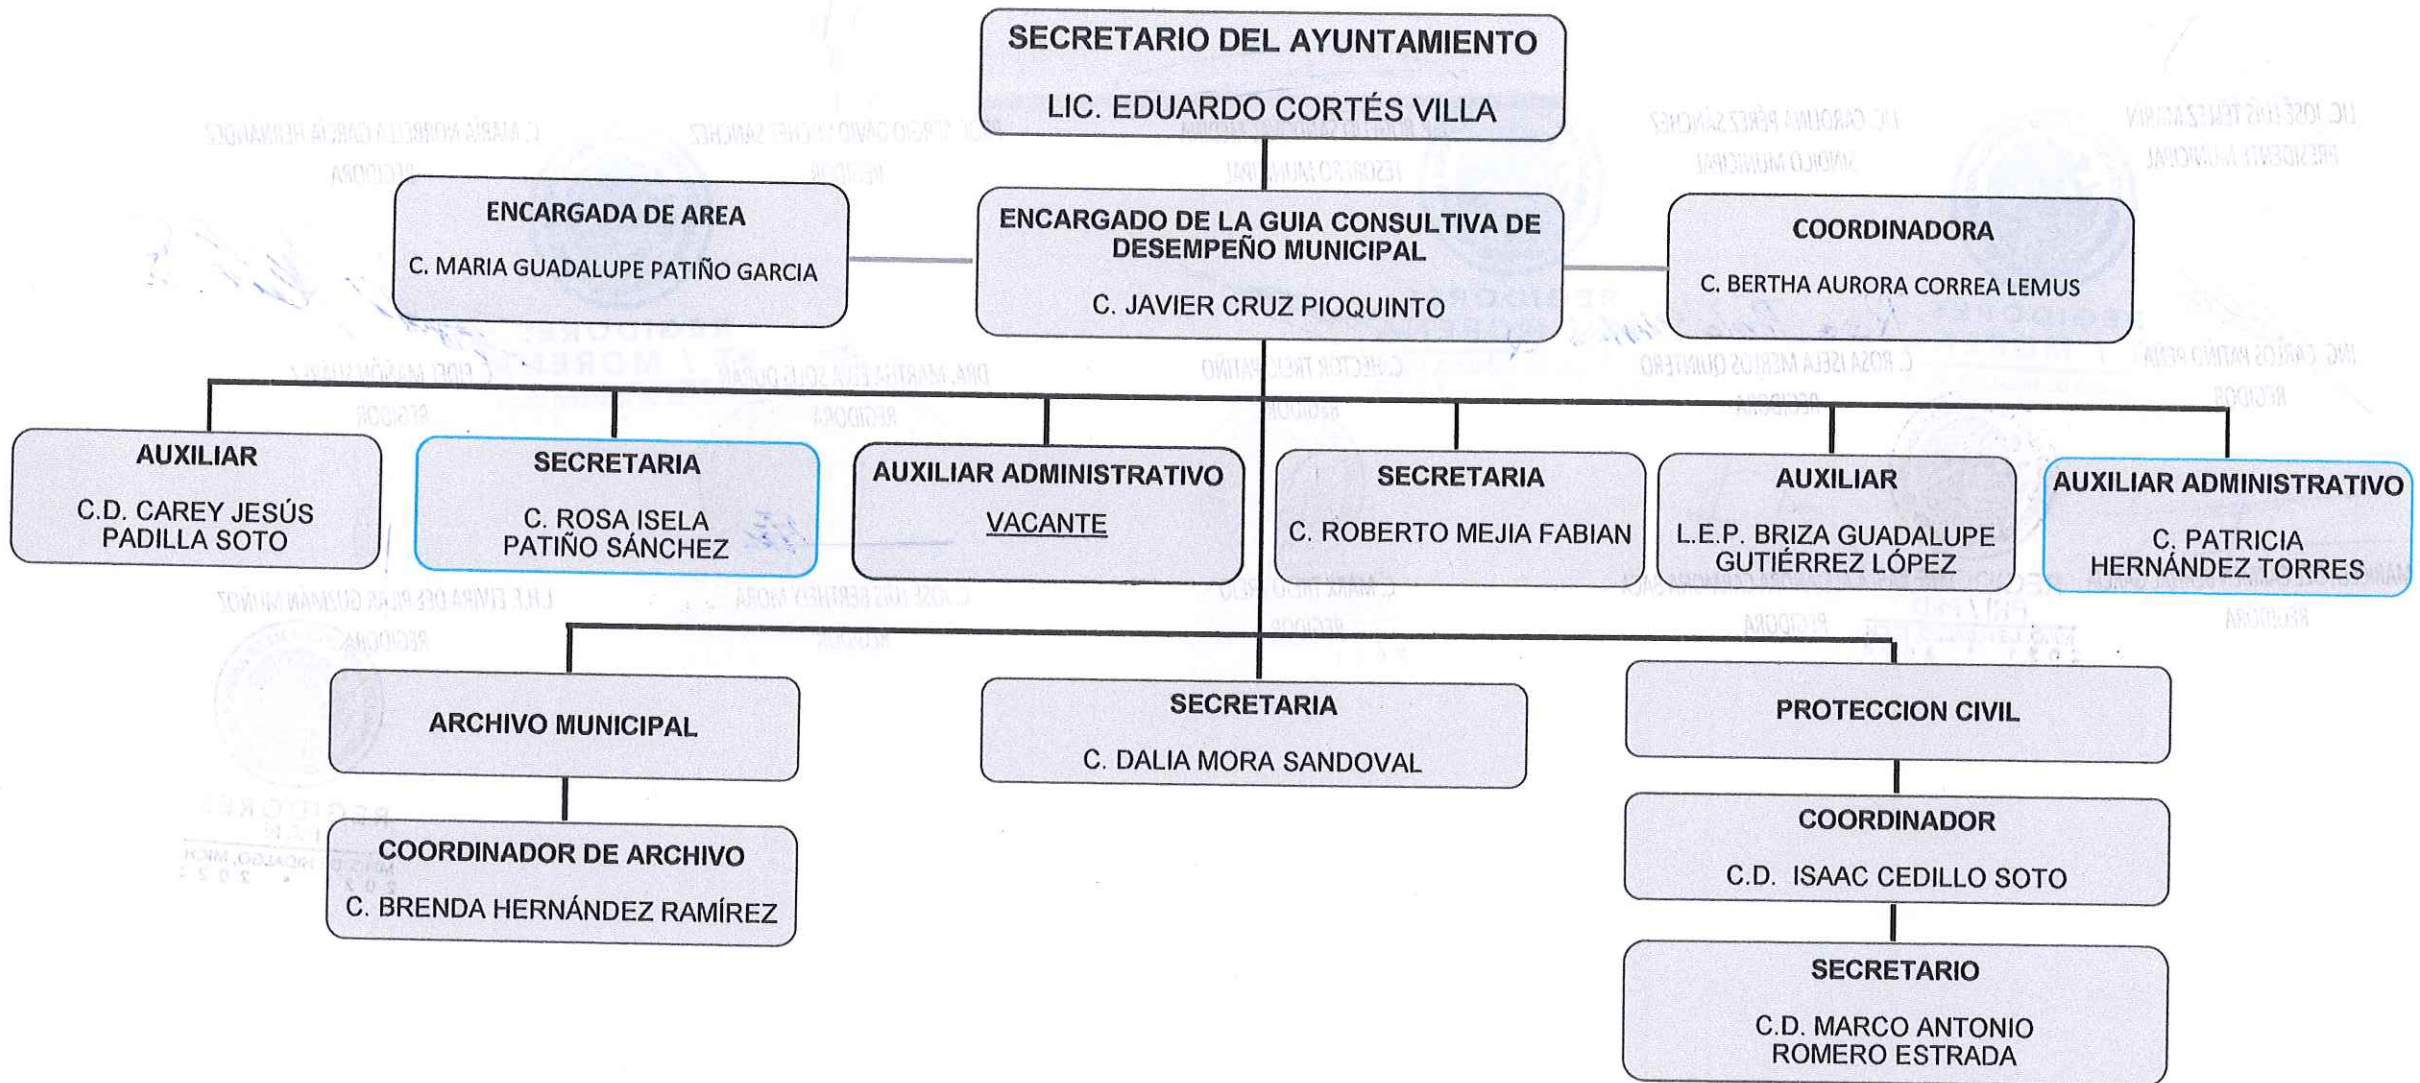 SECRETARIO DEL AYUNTAMIENTO
LIC. EDUARDO CORTÉS VILLA
ENCARGADA DE AREA
C. MARIA GUADALUPE PATIÑO GARCIA
ENCARGADO DE LA GUIA CONSULTIVA DE
DESEMPEÑO MUNICIPAL
C. JAVIER CRUZ PIOQUINTO
COORDINADORA
C. BERTHA AURORA CORREA LEMUS
AUXILIAR
C.D. CAREY JESÚS
PADILLA SOTO
SECRETARIA
C. ROSA ISELA
PATIÑO SÁNCHEZ
AUXILIAR ADMINISTRATIVO
VACANTE
SECRETARIA
C. ROBERTO MEJIA FABIAN
AUXILIAR
L.E.P. BRIZA GUADALUPE
GUTIÉRREZ LÓPEZ
AUXILIAR ADMINISTRATIVO
C. PATRICIA
HERNÁNDEZ TORRES
ARCHIVO MUNICIPAL
COORDINADOR DE ARCHIVO
C. BRENDA HERNÁNDEZ RAMÍREZ
SECRETARIA
C. DALIA MORA SANDOVAL
PROTECCION CIVIL
COORDINADOR
C.D. ISAAC CEDILLO SOTO
SECRETARIO
C.D. MARCO ANTONIO
ROMERO ESTRADA